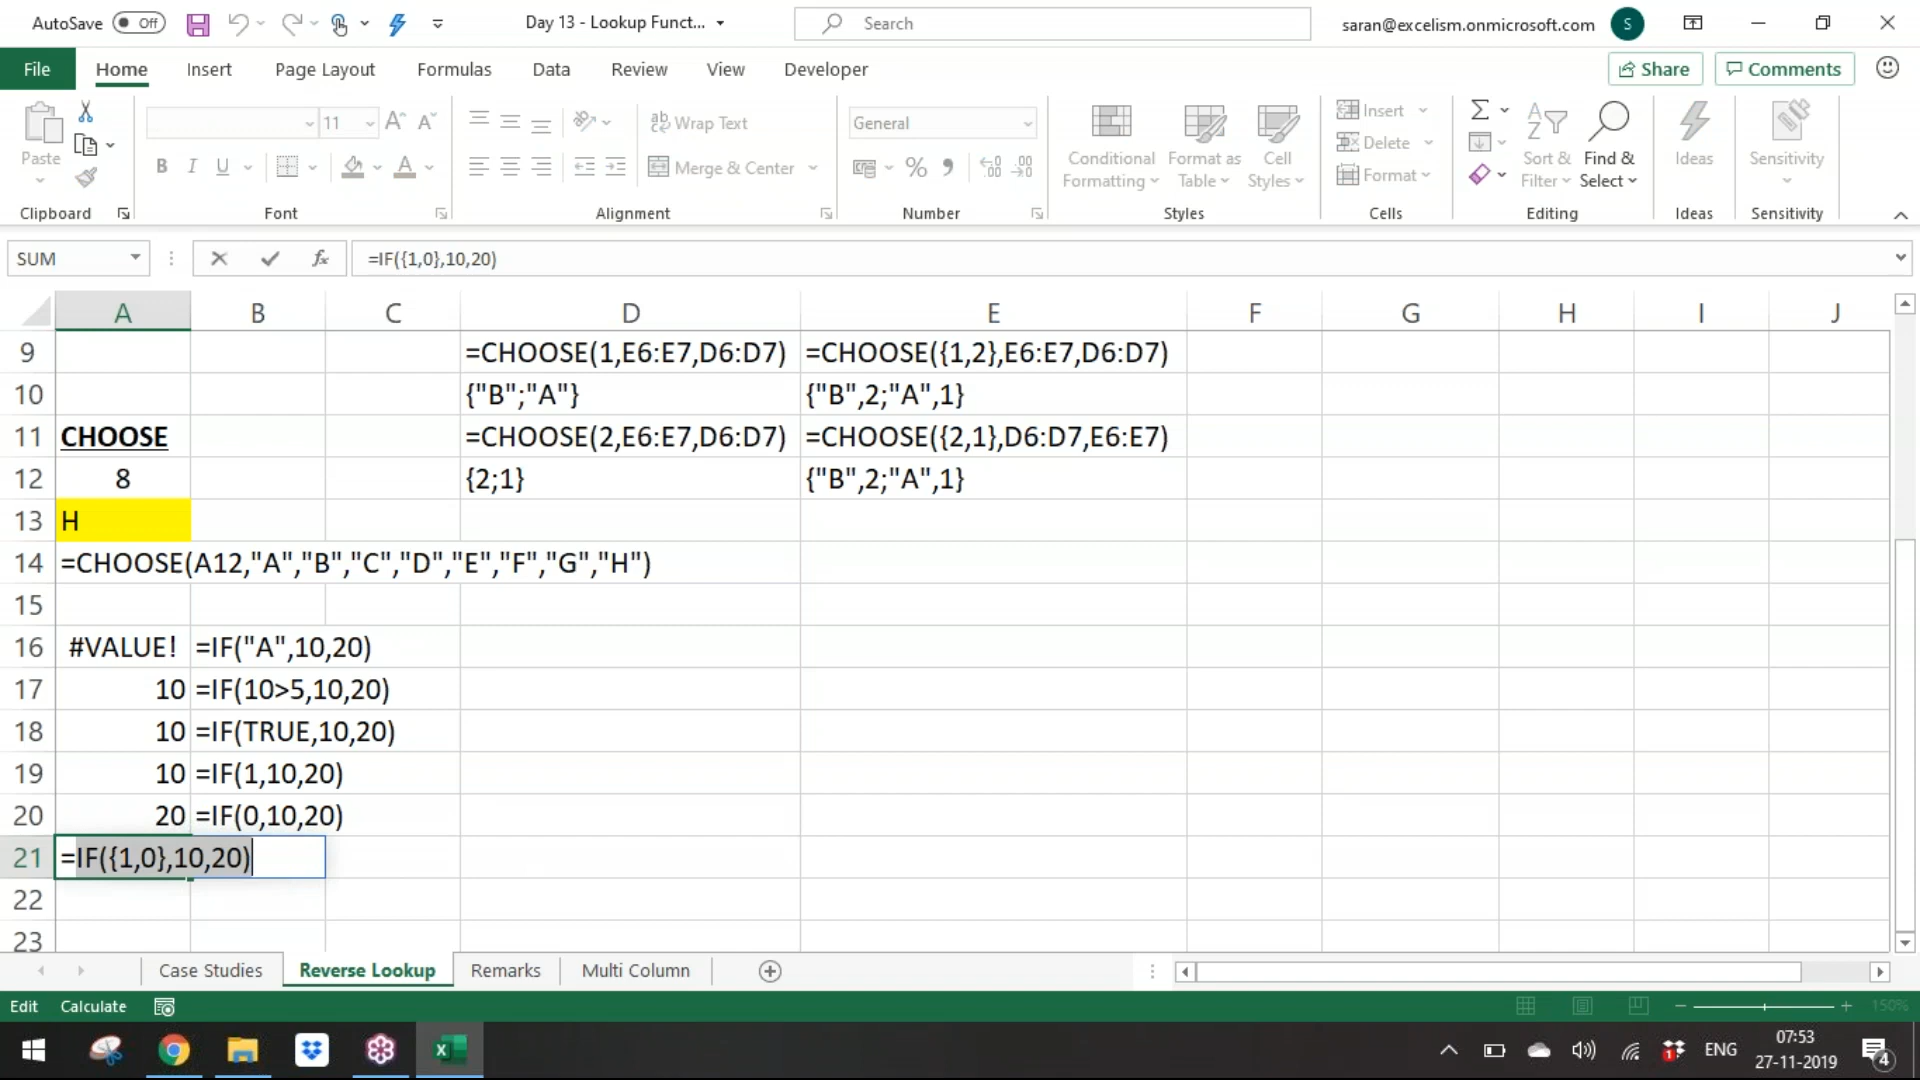 AutoSave Off Day 13 - Lookup Funct... Search saran@excelism.onmicrosoft.com S
File Home Insert Page Layout Formulas Data Review View Developer Share Comments
Paste 11 Wrap Text General Conditional Formatting Format as Table Cell Styles Insert Sort & Filter Find & Select Ideas Sensitivity
B I U A Merge & Center % Delete
Format
Clipboard Font Alignment Number Styles Cells Editing Ideas Sensitivity
SUM fx =IF({1,0},10,20)
A B C D E F G H I J
9 =CHOOSE(1,E6:E7,D6:D7) =CHOOSE({1,2},E6:E7,D6:D7)
10 {"B";"A"} {"B",2;"A",1}
11 CHOOSE =CHOOSE(2,E6:E7,D6:D7) =CHOOSE({2,1},D6:D7,E6:E7)
12 8 {2;1} {"B",2;"A",1}
13 H
14 =CHOOSE(A12,"A","B","C","D","E","F","G","H")
15
16 #VALUE! =IF("A",10,20)
17 10 =IF(10>5,10,20)
18 10 =IF(TRUE,10,20)
19 10 =IF(1,10,20)
20 20 =IF(0,10,20)
21 =IF({1,0},10,20)
22
23
Case Studies Reverse Lookup Remarks Multi Column
Edit Calculate 150%
ENG 07:53
27-11-2019 4